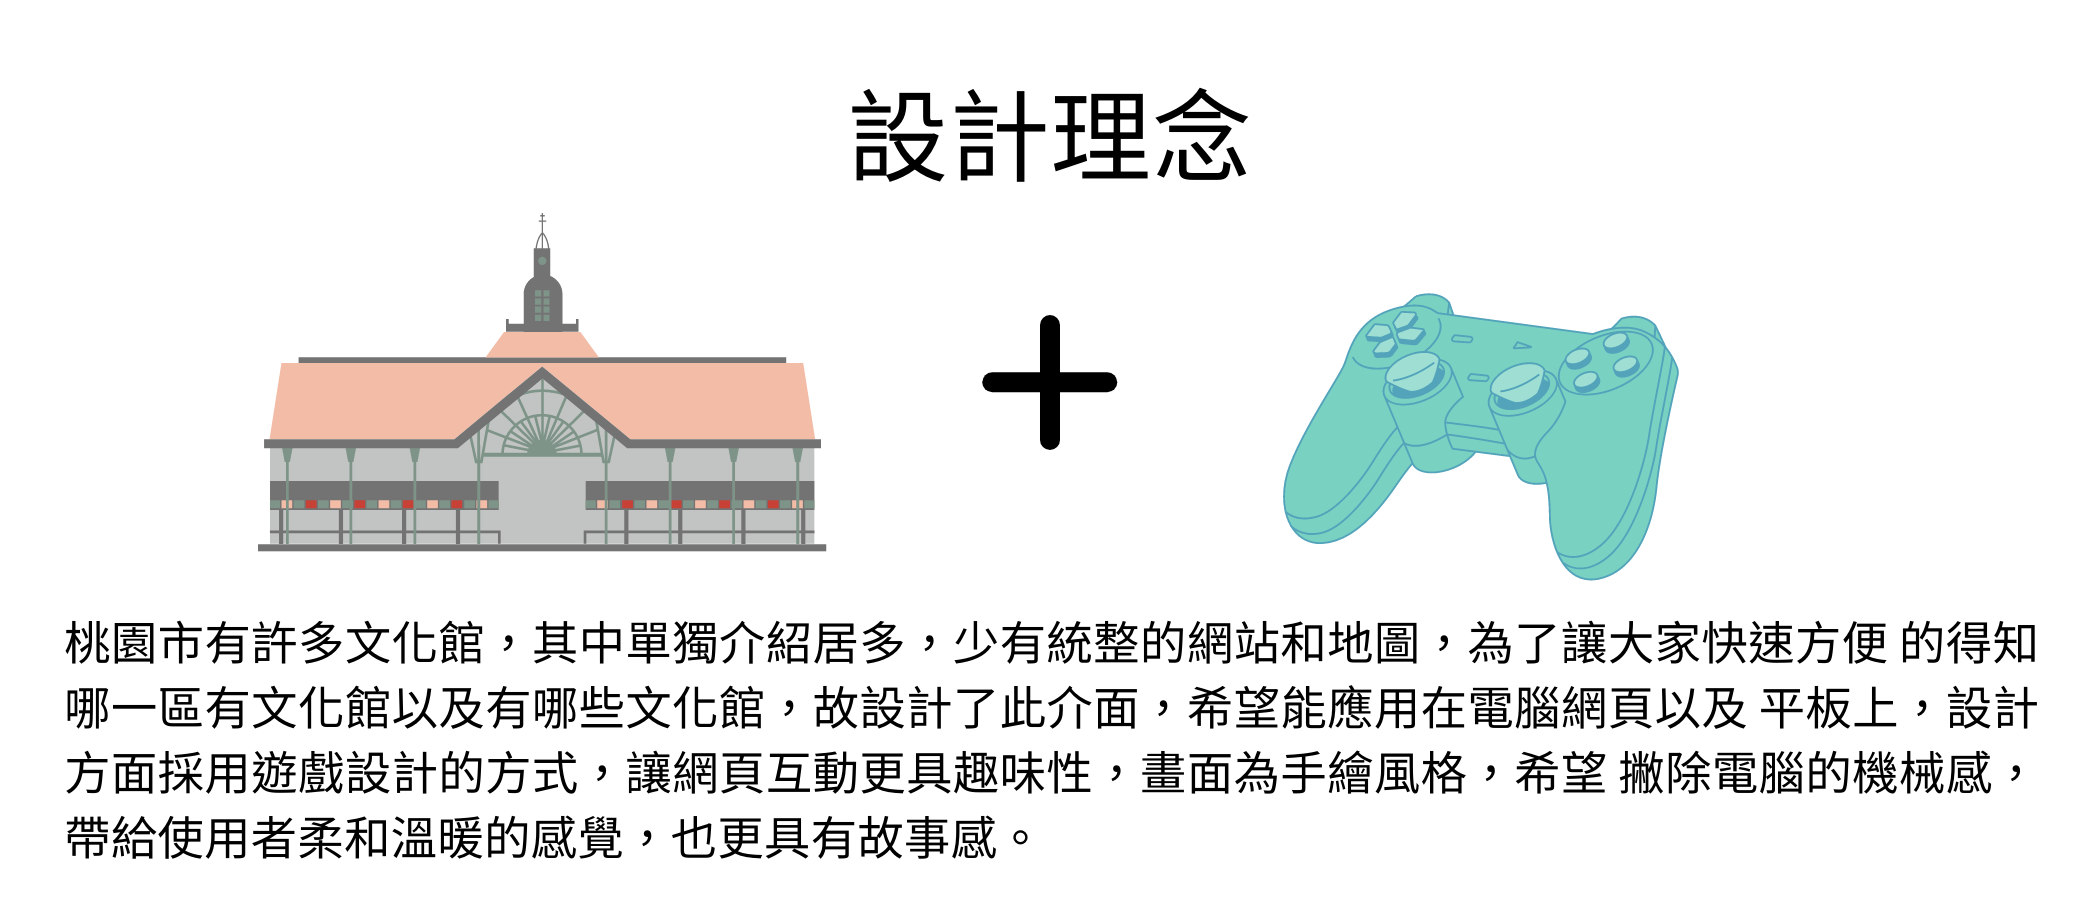 設計理念
桃園市有許多文化館，其中單獨介紹居多，少有統整的網站和地圖，為了讓大家快速方便 的得知
哪一區有文化館以及有哪些文化館，故設計了此介面，希望能應用在電腦網頁以及 平板上，設計
方面採用遊戲設計的方式，讓網頁互動更具趣味性，畫面為手繪風格，希望 撇除電腦的機械感，
帶給使用者柔和溫暖的感覺，也更具有故事感。